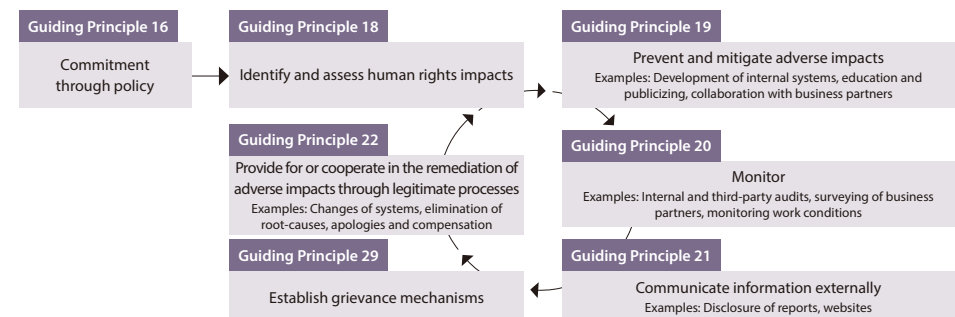 Guiding Principle 16
Commitment
through policy
Guiding Principle 18
Identify and assess human rights impacts
Guiding Principle 19
Prevent and mitigate adverse impacts
Examples: Development of internal systems, education and
publicizing, collaboration with business partners
Guiding Principle 20
Monitor
Examples: Internal and third-party audits, surveying of business
partners, monitoring work conditions
Guiding Principle 21
Communicate information externally
Examples: Disclosure of reports, websites
Guiding Principle 29
Establish grievance mechanisms
Guiding Principle 22
Provide for or cooperate in the remediation of
adverse impacts through legitimate processes
Examples: Changes of systems, elimination of
root-causes, apologies and compensation